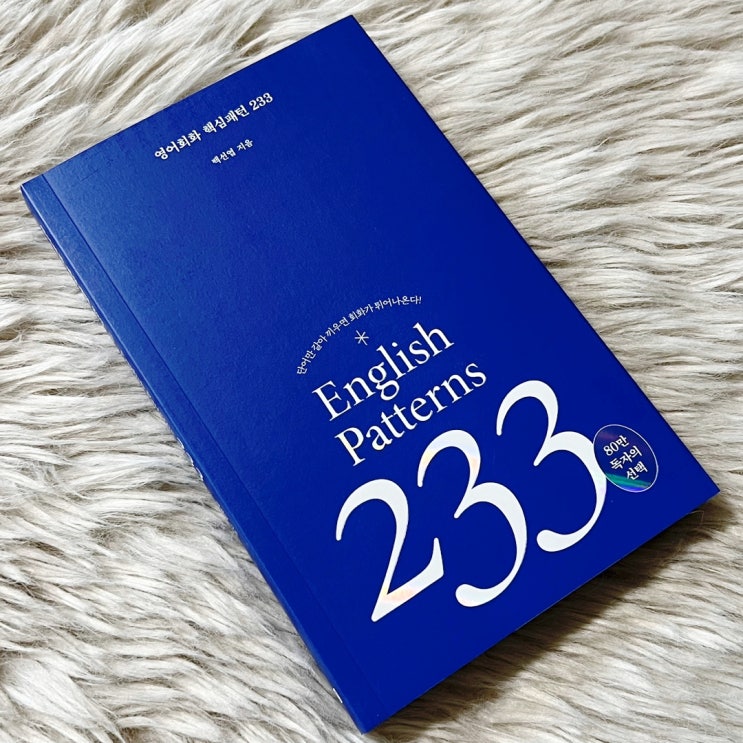 영어회화 핵심패턴 233
백선엽 지음
단어만 갈아 끼우면 회화가 튀어나온다!
English
Patterns
233
80만
독자의
선택